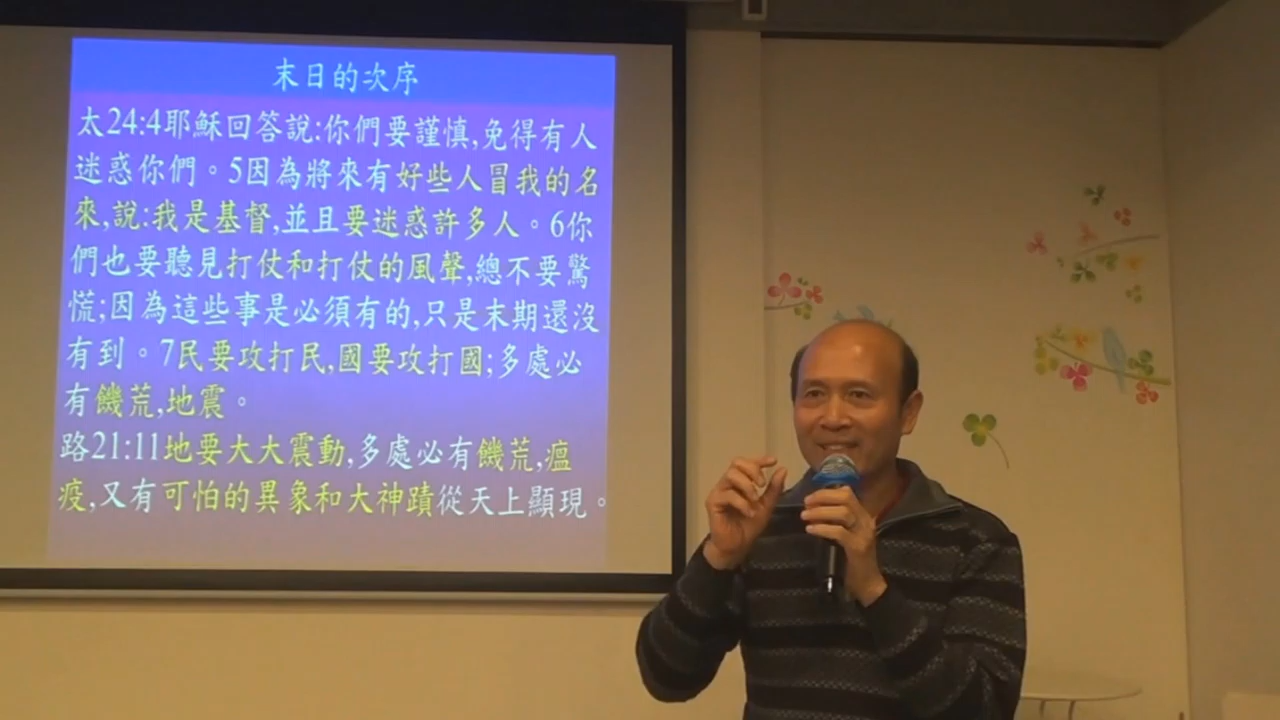 末日的次序
太24:4耶穌回答說:你們要謹慎,免得有人
迷惑你們。5因為將來有好些人冒我的名
來,說:我是基督,並且要迷惑許多人。6你
們也要聽見打仗和打仗的風聲,總不要驚
慌;因為這些事是必須有的,只是末期還沒
有到。7民要攻打民,國要攻打國;多處必
有饑荒,地震。
路21:11地要大大震動,多處必有饑荒,瘟
疫,又有可怕的異象和大神蹟從天上顯現。